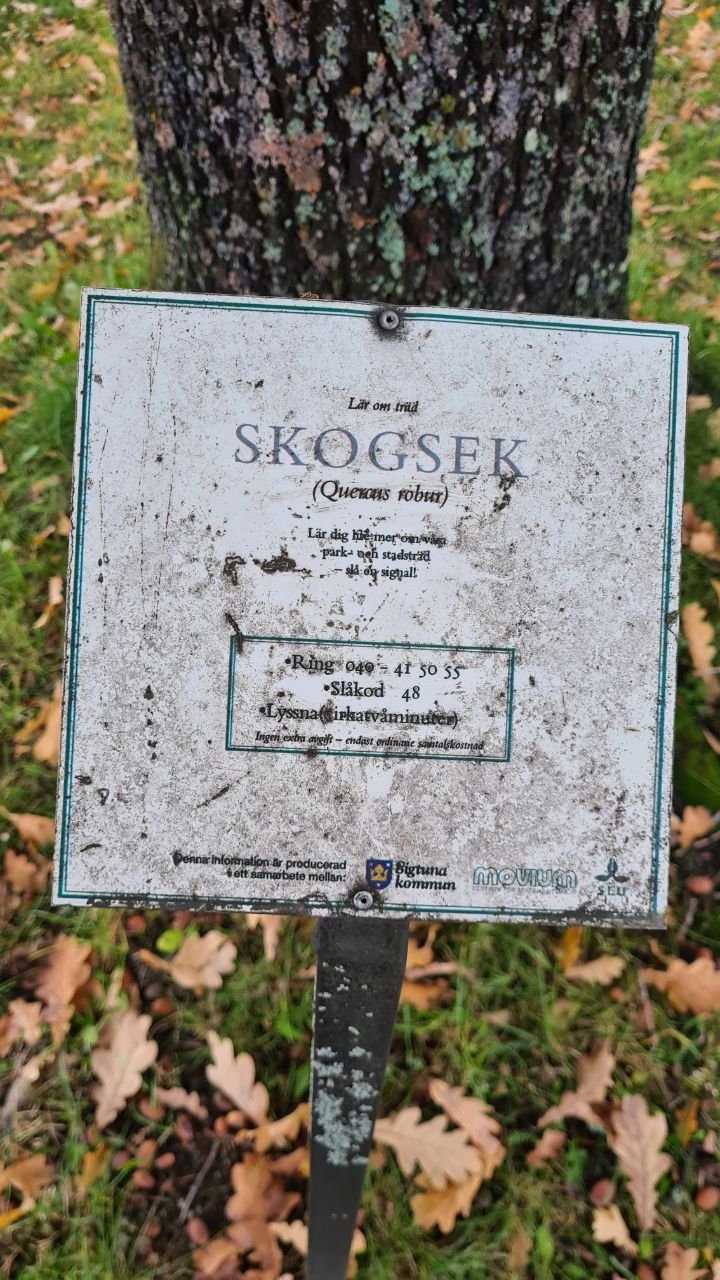 Lär om träd
SKOGSEK
(Quercus robur)
Lär dig lite mer om våra
park- och stadsträd
– slå en signal!
•Ring 040 – 41 50 55
•Slåkod 48
•Lyssna(cirkatvåminuter)
Ingen extra avgift – endast ordinarie samtalskostnad
Denna information är producerad
i ett samarbete mellan:
Sigtuna
kommun
movium
SLU